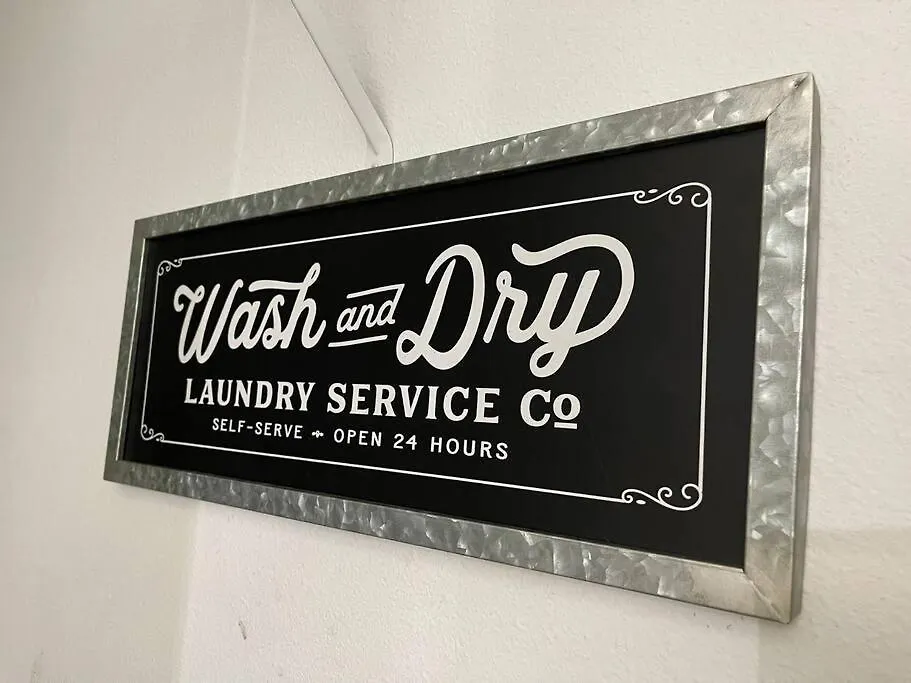 Wash and Dry
LAUNDRY SERVICE Co
SELF-SERVE OPEN 24 HOURS